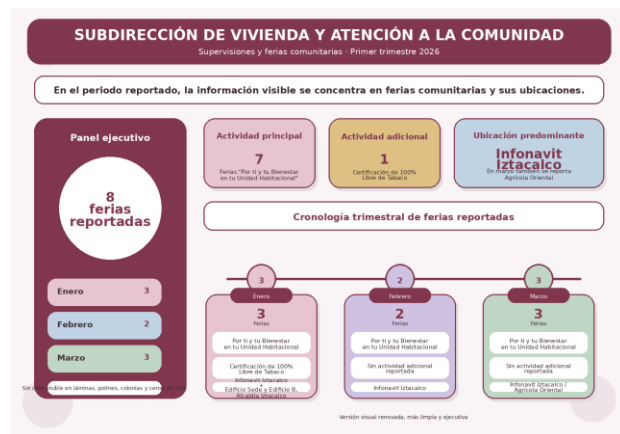 SUBDIRECCIÓN DE VIVIENDA Y ATENCIÓN A LA COMUNIDAD
Supervisiones y ferias comunitarias · Primer trimestre 2026
En el periodo reportado, la información visible se concentra en ferias comunitarias y sus ubicaciones.
Panel ejecutivo
8
ferias
reportadas
Enero 3
Febrero 2
Marzo 3
visible en láminas, polines, colonias y
Actividad principal
7
Ferias "Por ti y tu Bienestar
en tu Unidad Habitacional"
Actividad adicional
1
Certificación de 100%
Libre de Tabaco
Ubicación predominante
Infonavit
Iztacalco
En marzo también se reporta
Agrícola Oriental
Cronología trimestral de ferias reportadas
3
Enero
3
Ferias
Por ti y tu Bienestar
en tu Unidad Habitacional
Certificación de 100%
Libre de Tabaco
Infonavit Iztacalco
+
Edificio Sede y Edificio B,
Alcaldía Iztacalco
2
Febrero
2
Ferias
Por ti y tu Bienestar
en tu Unidad Habitacional
Sin actividad adicional
reportada
Infonavit Iztacalco
3
Marzo
3
Ferias
Por ti y tu Bienestar
en tu Unidad Habitacional
Sin actividad adicional
reportada
Infonavit Iztacalco /
Agrícola Oriental
Versión visual renovada, más limpia y ejecutiva